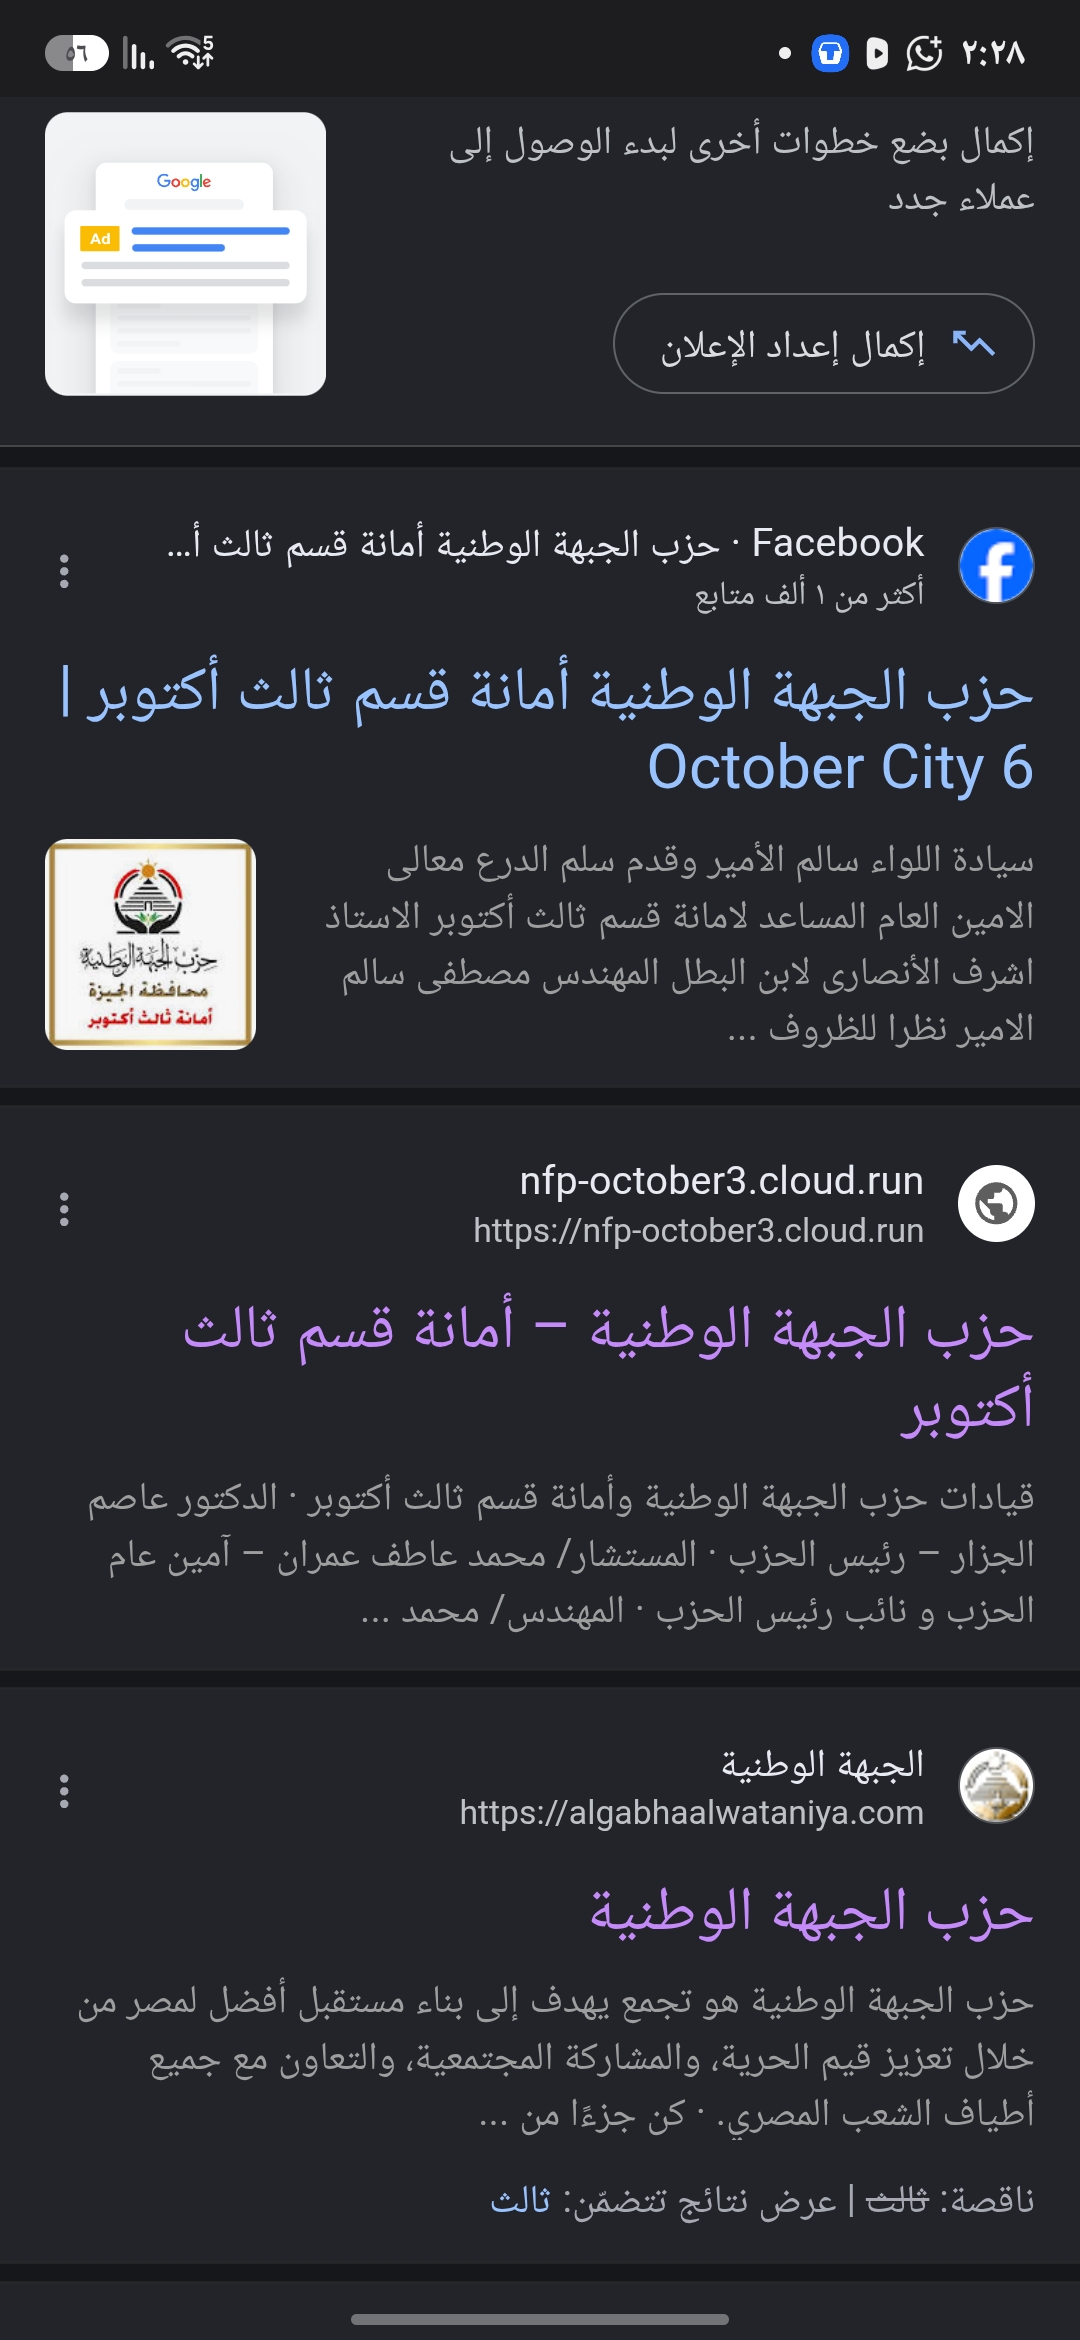 ٢:٢٨
5
٥٦
إكمال بضع خطوات أخرى لبدء الوصول إلى
عملاء جدد
Google
Ad
إكمال إعداد الإعلان
Facebook · حزب الجبهة الوطنية أمانة قسم ثالث أ...
أكثر من ١ ألف متابع
حزب الجبهة الوطنية أمانة قسم ثالث أكتوبر |
October City 6
سيادة اللواء سالم الأمير وقدم سلم الدرع معالى
الامين العام المساعد لامانة قسم ثالث أكتوبر الاستاذ
اشرف الأنصارى لابن البطل المهندس مصطفى سالم
الامير نظرا للظروف ...
حزب الجبهة الوطنية
محافظة الجيزة
أمانة ثالث أكتوبر
nfp-october3.cloud.run
https://nfp-october3.cloud.run
حزب الجبهة الوطنية – أمانة قسم ثالث
أكتوبر
قيادات حزب الجبهة الوطنية وأمانة قسم ثالث أكتوبر · الدكتور عاصم
الجزار – رئيس الحزب · المستشار/ محمد عاطف عمران – آمين عام
الحزب و نائب رئيس الحزب · المهندس/ محمد ...
الجبهة الوطنية
https://algabhaalwataniya.com
حزب الجبهة الوطنية
حزب الجبهة الوطنية هو تجمع يهدف إلى بناء مستقبل أفضل لمصر من
خلال تعزيز قيم الحرية، والمشاركة المجتمعية، والتعاون مع جميع
أطياف الشعب المصري. · كن جزءًا من ...
ناقصة: ثالث | عرض نتائج تتضمّن: ثالث